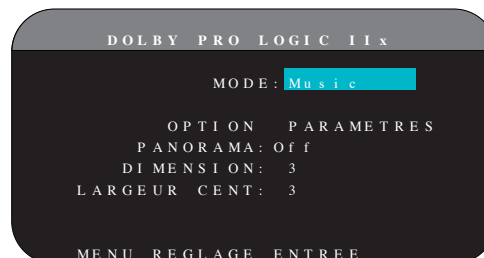 DOLBY PRO LOGIC IIx
MODE: Music
OPTION PARAMETRES
PANORAMA: Off
DIMENSION: 3
LARGEUR CENT: 3
MENU REGLAGE ENTREE